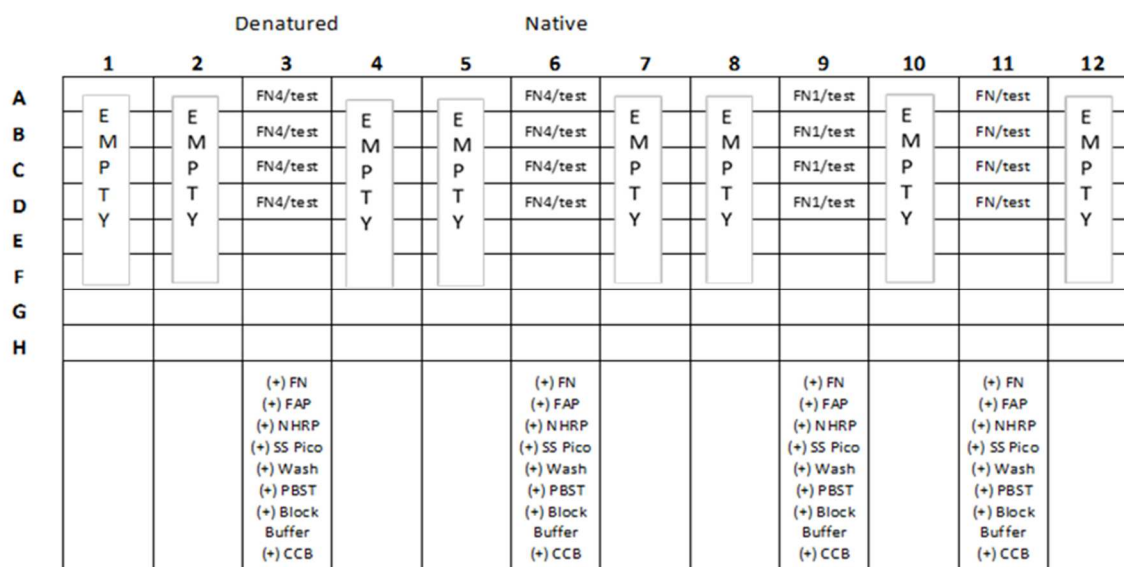 Denatured Native
1 2 3 4 5 6 7 8 9 10 11 12
A FN4/test FN4/test FN1/test FN/test
B FN4/test FN4/test FN1/test FN/test
C FN4/test FN4/test FN1/test FN/test
D FN4/test FN4/test FN1/test FN/test
E
F
G
H
EMPTY EMPTY EMPTY EMPTY EMPTY EMPTY EMPTY EMPTY
(+) FN (+) FN (+) FN (+) FN
(+) FAP (+) FAP (+) FAP (+) FAP
(+) NHRP (+) NHRP (+) NHRP (+) NHRP
(+) SS Pico (+) SS Pico (+) SS Pico (+) SS Pico
(+) Wash (+) Wash (+) Wash (+) Wash
(+) PBST (+) PBST (+) PBST (+) PBST
(+) Block (+) Block (+) Block (+) Block
Buffer Buffer Buffer Buffer
(+) CCB (+) CCB (+) CCB (+) CCB